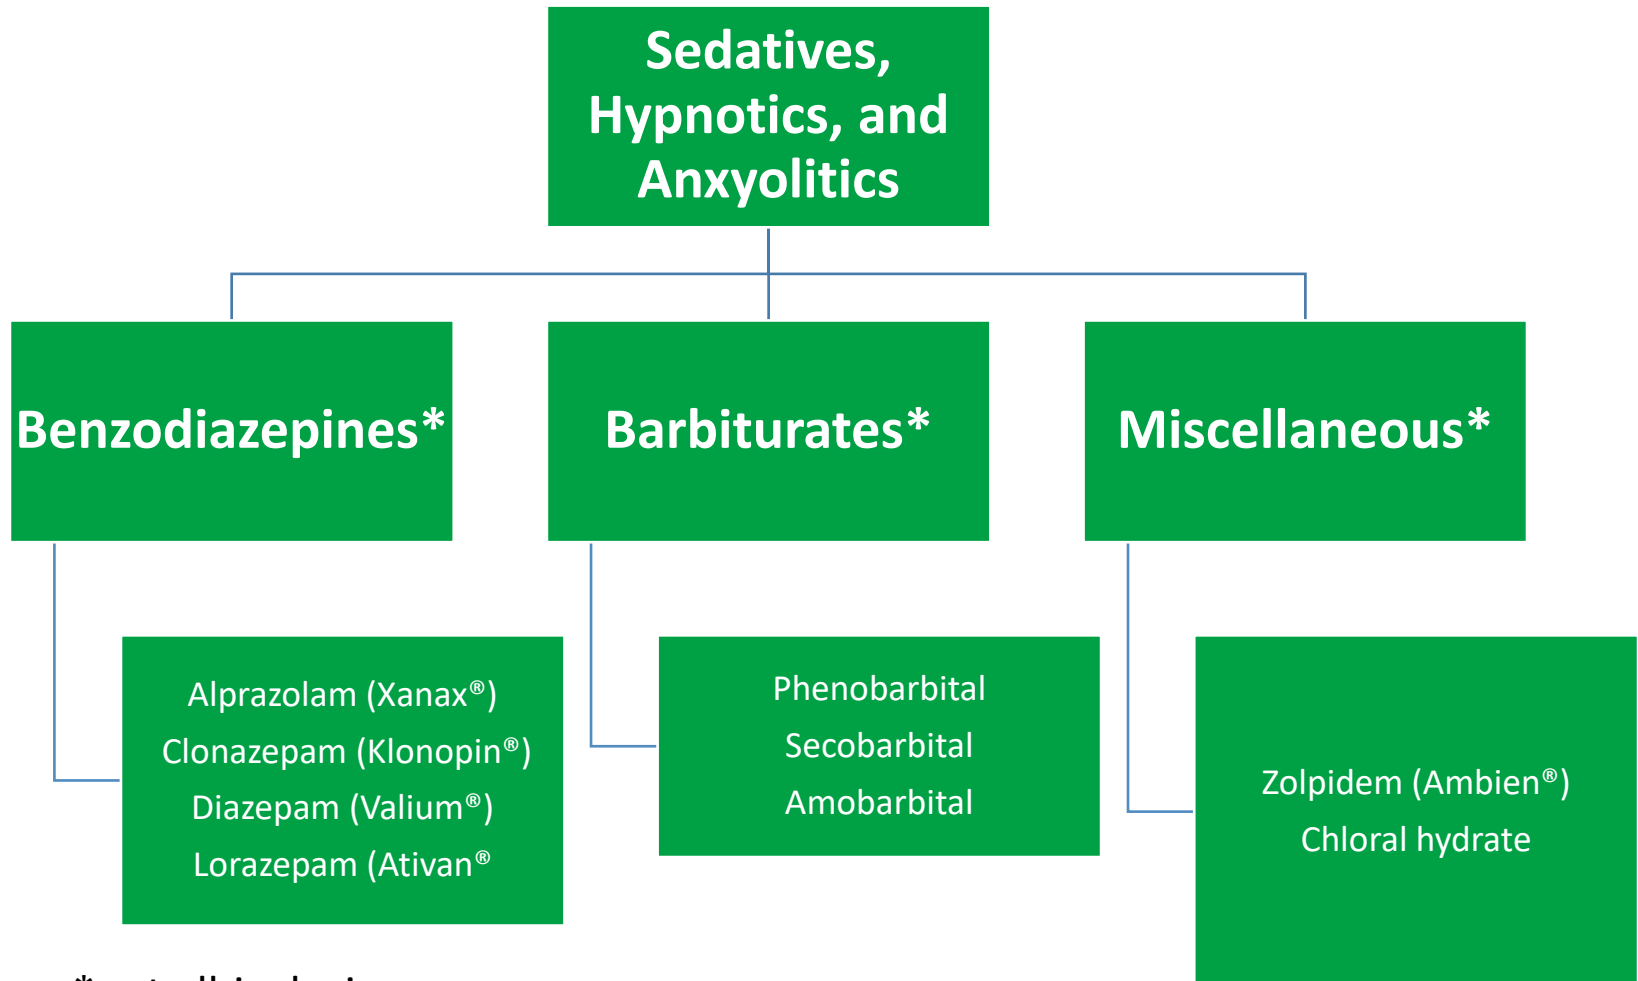 Sedatives,
Hypnotics, and
Anxyolitics
Benzodiazepines*
Barbiturates*
Miscellaneous*
Alprazolam (Xanax®)
Clonazepam (Klonopin®)
Diazepam (Valium®)
Lorazepam (Ativan®
Phenobarbital
Secobarbital
Amobarbital
Zolpidem (Ambien®)
Chloral hydrate